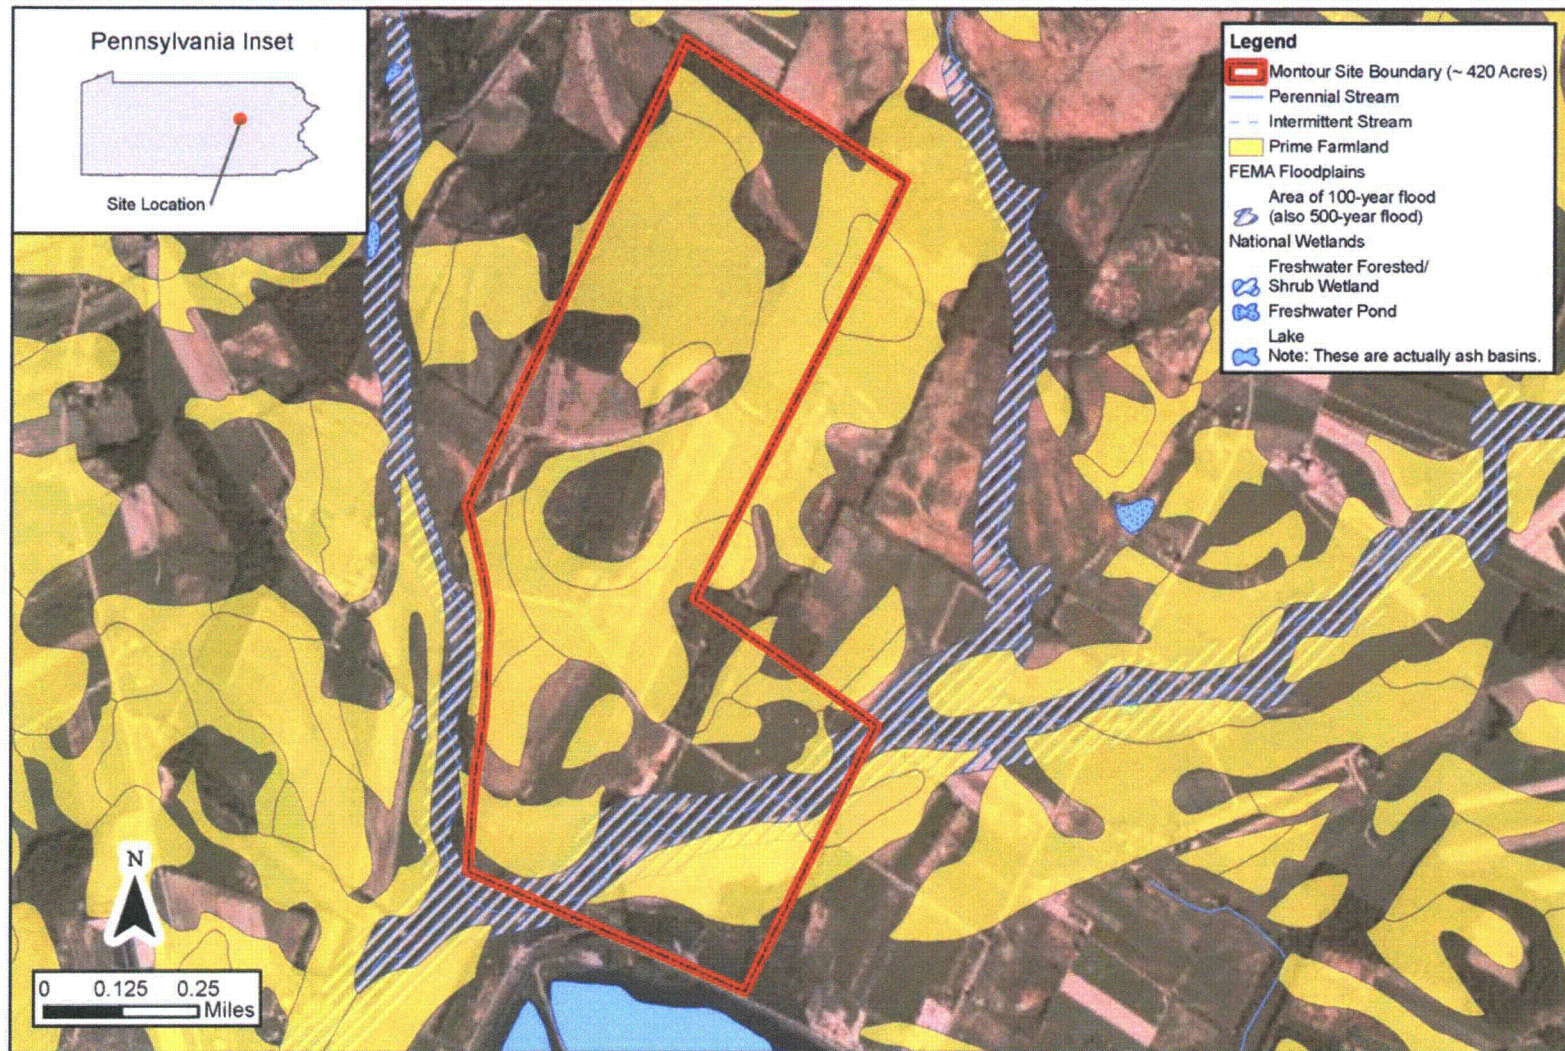 Pennsylvania Inset
Site Location
Legend
Montour Site Boundary (~ 420 Acres)
Perennial Stream
Intermittent Stream
Prime Farmland
FEMA Floodplains
Area of 100-year flood
(also 500-year flood)
National Wetlands
Freshwater Forested/
Shrub Wetland
Freshwater Pond
Lake
Note: These are actually ash basins.
N
0 0.125 0.25
Miles